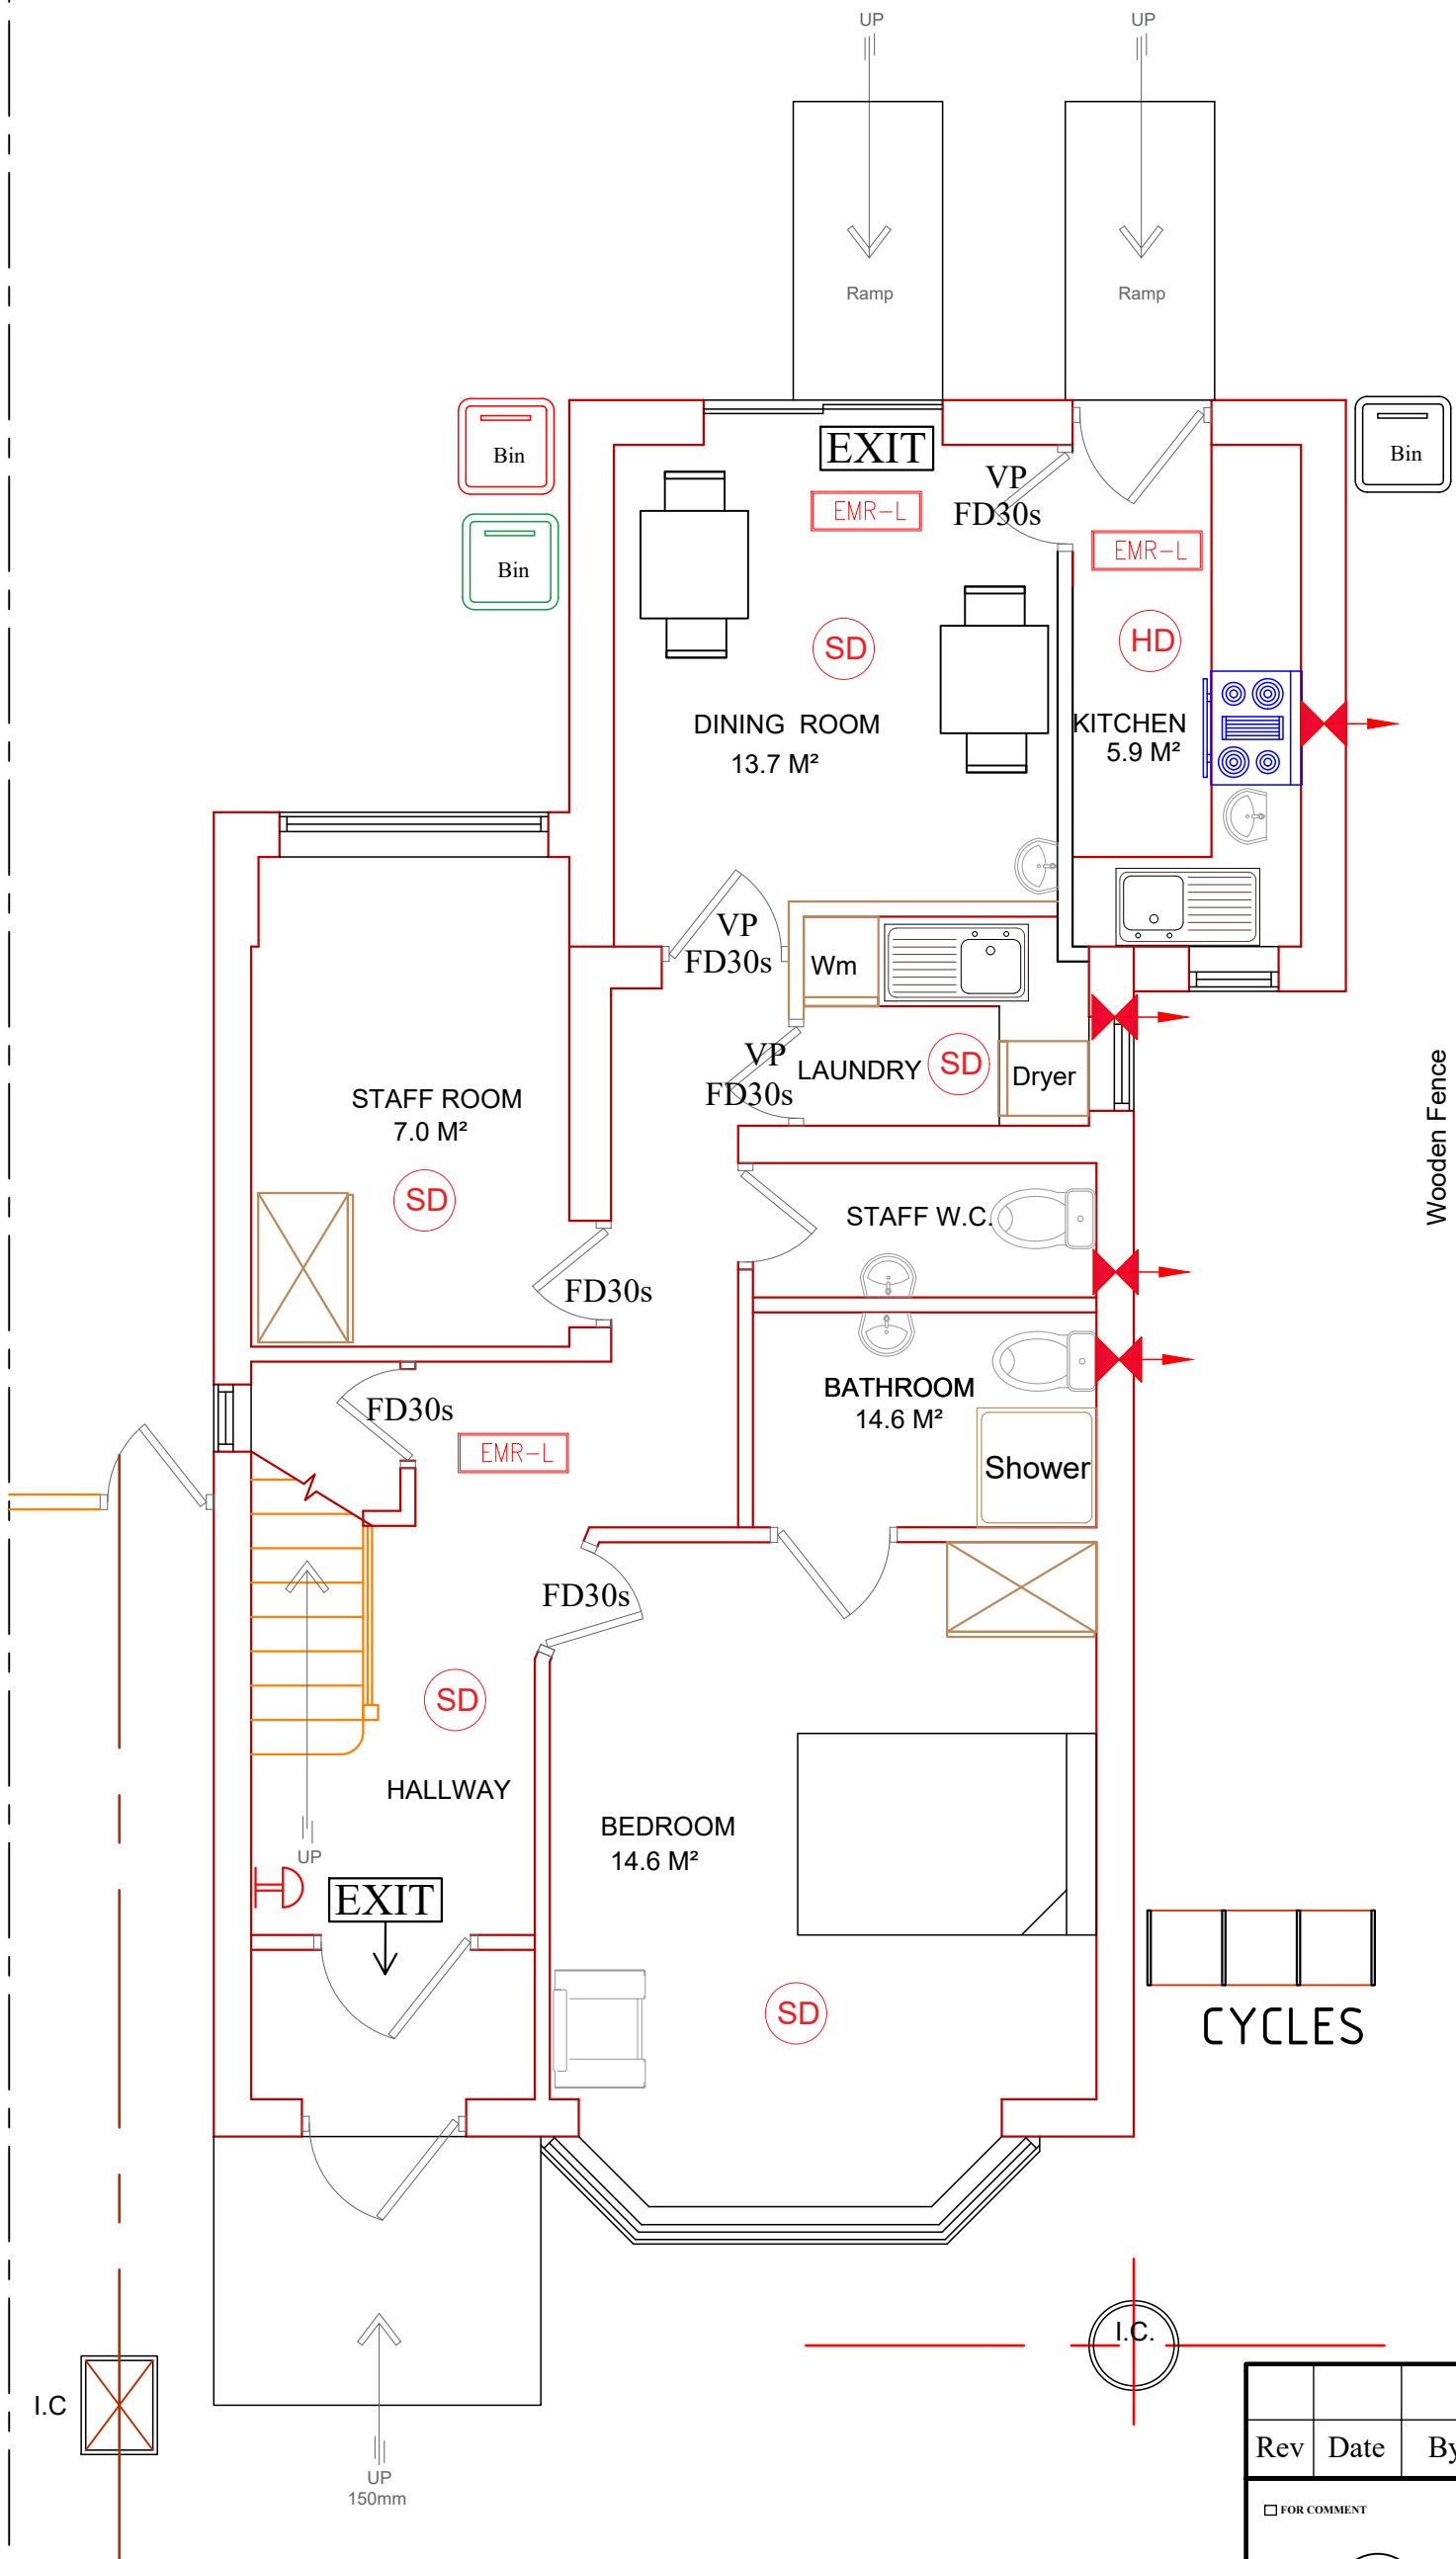 UP
UP
Ramp
Ramp
Bin
EXIT
Bin
VP
FD30s
EMR-L
EMR-L
Bin
SD
HD
DINING ROOM
13.7 M²
KITCHEN
5.9 M²
VP
FD30s
Wm
VP
FD30s
LAUNDRY
SD
Dryer
STAFF ROOM
7.0 M²
SD
Wooden Fence
STAFF W.C.
FD30s
BATHROOM
14.6 M²
FD30s
EMR-L
Shower
FD30s
SD
HALLWAY
BEDROOM
14.6 M²
UP
EXIT
SD
CYCLES
I.C.
I.C
UP
150mm
Rev Date By
FOR COMMENT